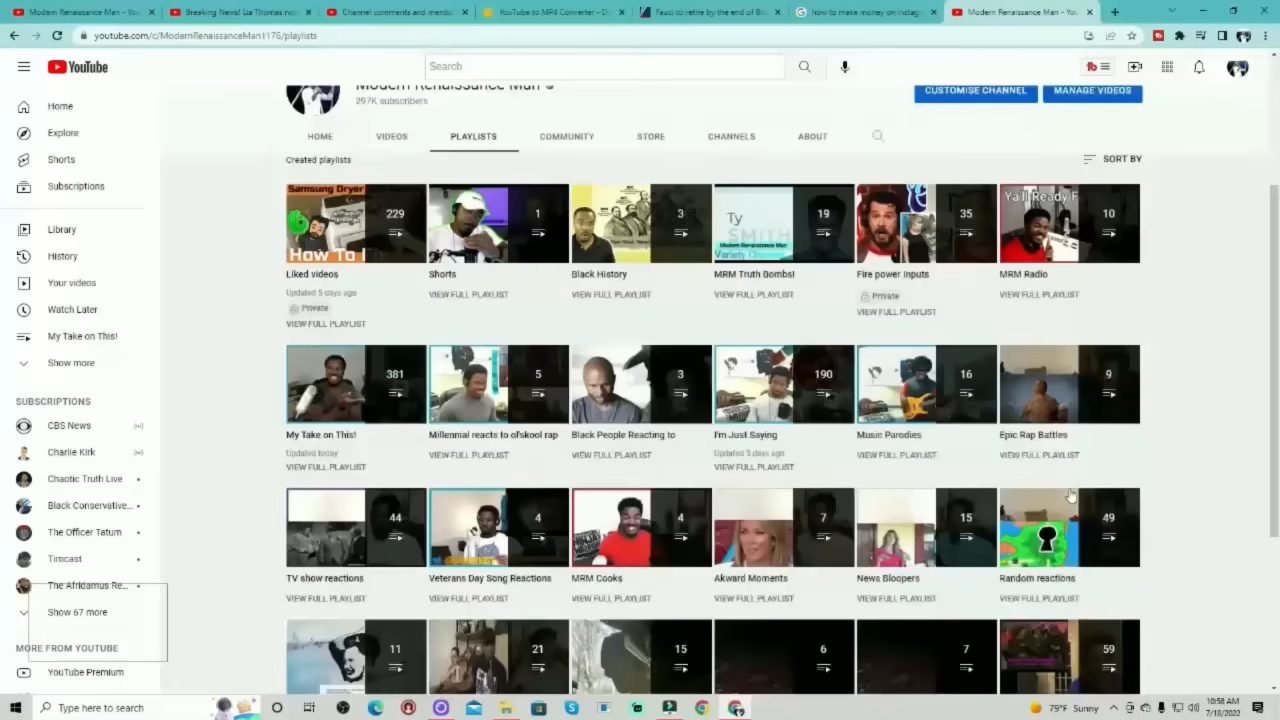 Modern Renaissance Man - You...
Breaking News! Lia Thomas no...
Channel comments and menti...
YouTube to MP4 Converter - D...
Fauci to retire by the end of B...
how to make money on instag...
Modern Renaissance Man - You...
youtube.com/c/ModernRenaissanceMan1176/playlists
YouTube
Search
Modern Renaissance Man
297K subscribers
CUSTOMISE CHANNEL
MANAGE VIDEOS
HOME VIDEOS PLAYLISTS COMMUNITY STORE CHANNELS ABOUT
Created playlists
SORT BY
Home
Explore
Shorts
Subscriptions
Library
History
Your videos
Watch Later
My Take on This!
Show more
SUBSCRIPTIONS
CBS News
Charlie Kirk
Chaotic Truth Live
Black Conservative...
The Officer Tatum
Timcast
The Afridamus Re...
Show 67 more
MORE FROM YOUTUBE
YouTube Premium
Samsung Dryer
HOW TO
Ty
SMITH
Modern Renaissance Man
Variety Channel
Ya'll Ready F
229 1 3 19 35 10
Liked videos Shorts Black History MRM Truth Bombs! Fire power Inputs MRM Radio
Updated 5 days ago
Private
VIEW FULL PLAYLIST
VIEW FULL PLAYLIST
VIEW FULL PLAYLIST
VIEW FULL PLAYLIST
Private
VIEW FULL PLAYLIST
VIEW FULL PLAYLIST
381 5 3 190 16 9
My Take on This! Millennial reacts to ol'skool rap Black People Reacting to I'm Just Saying Music Parodies Epic Rap Battles
Updated today
VIEW FULL PLAYLIST
VIEW FULL PLAYLIST
VIEW FULL PLAYLIST
Updated 3 days ago
VIEW FULL PLAYLIST
VIEW FULL PLAYLIST
VIEW FULL PLAYLIST
44 4 4 7 15 49
TV show reactions Veterans Day Song Reactions MRM Cooks Akward Moments News Bloopers Random reactions
VIEW FULL PLAYLIST VIEW FULL PLAYLIST VIEW FULL PLAYLIST VIEW FULL PLAYLIST VIEW FULL PLAYLIST VIEW FULL PLAYLIST
11 21 15 6 7 59
Type here to search
79°F Sunny
10:58 AM
7/18/2022